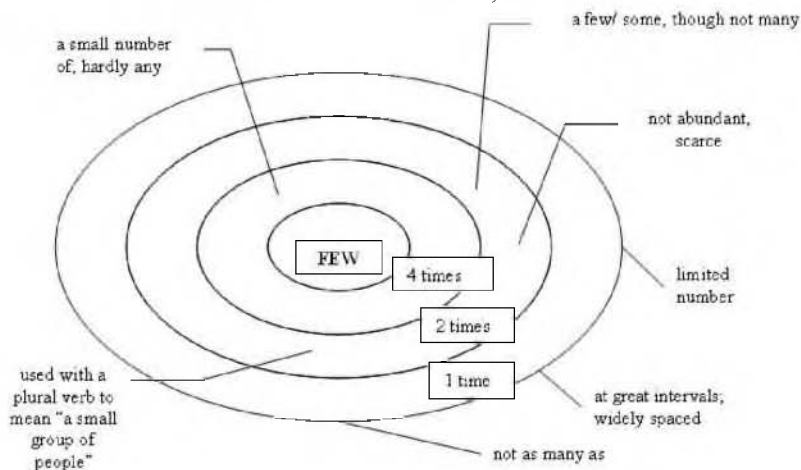 a few/ some, though not many
a small number
of, hardly any
not abundant,
scarce
FEW
4 times
limited
number
2 times
used with a
plural verb to
mean "a small
group of
people"
1 time
at great intervals;
widely spaced
not as many as